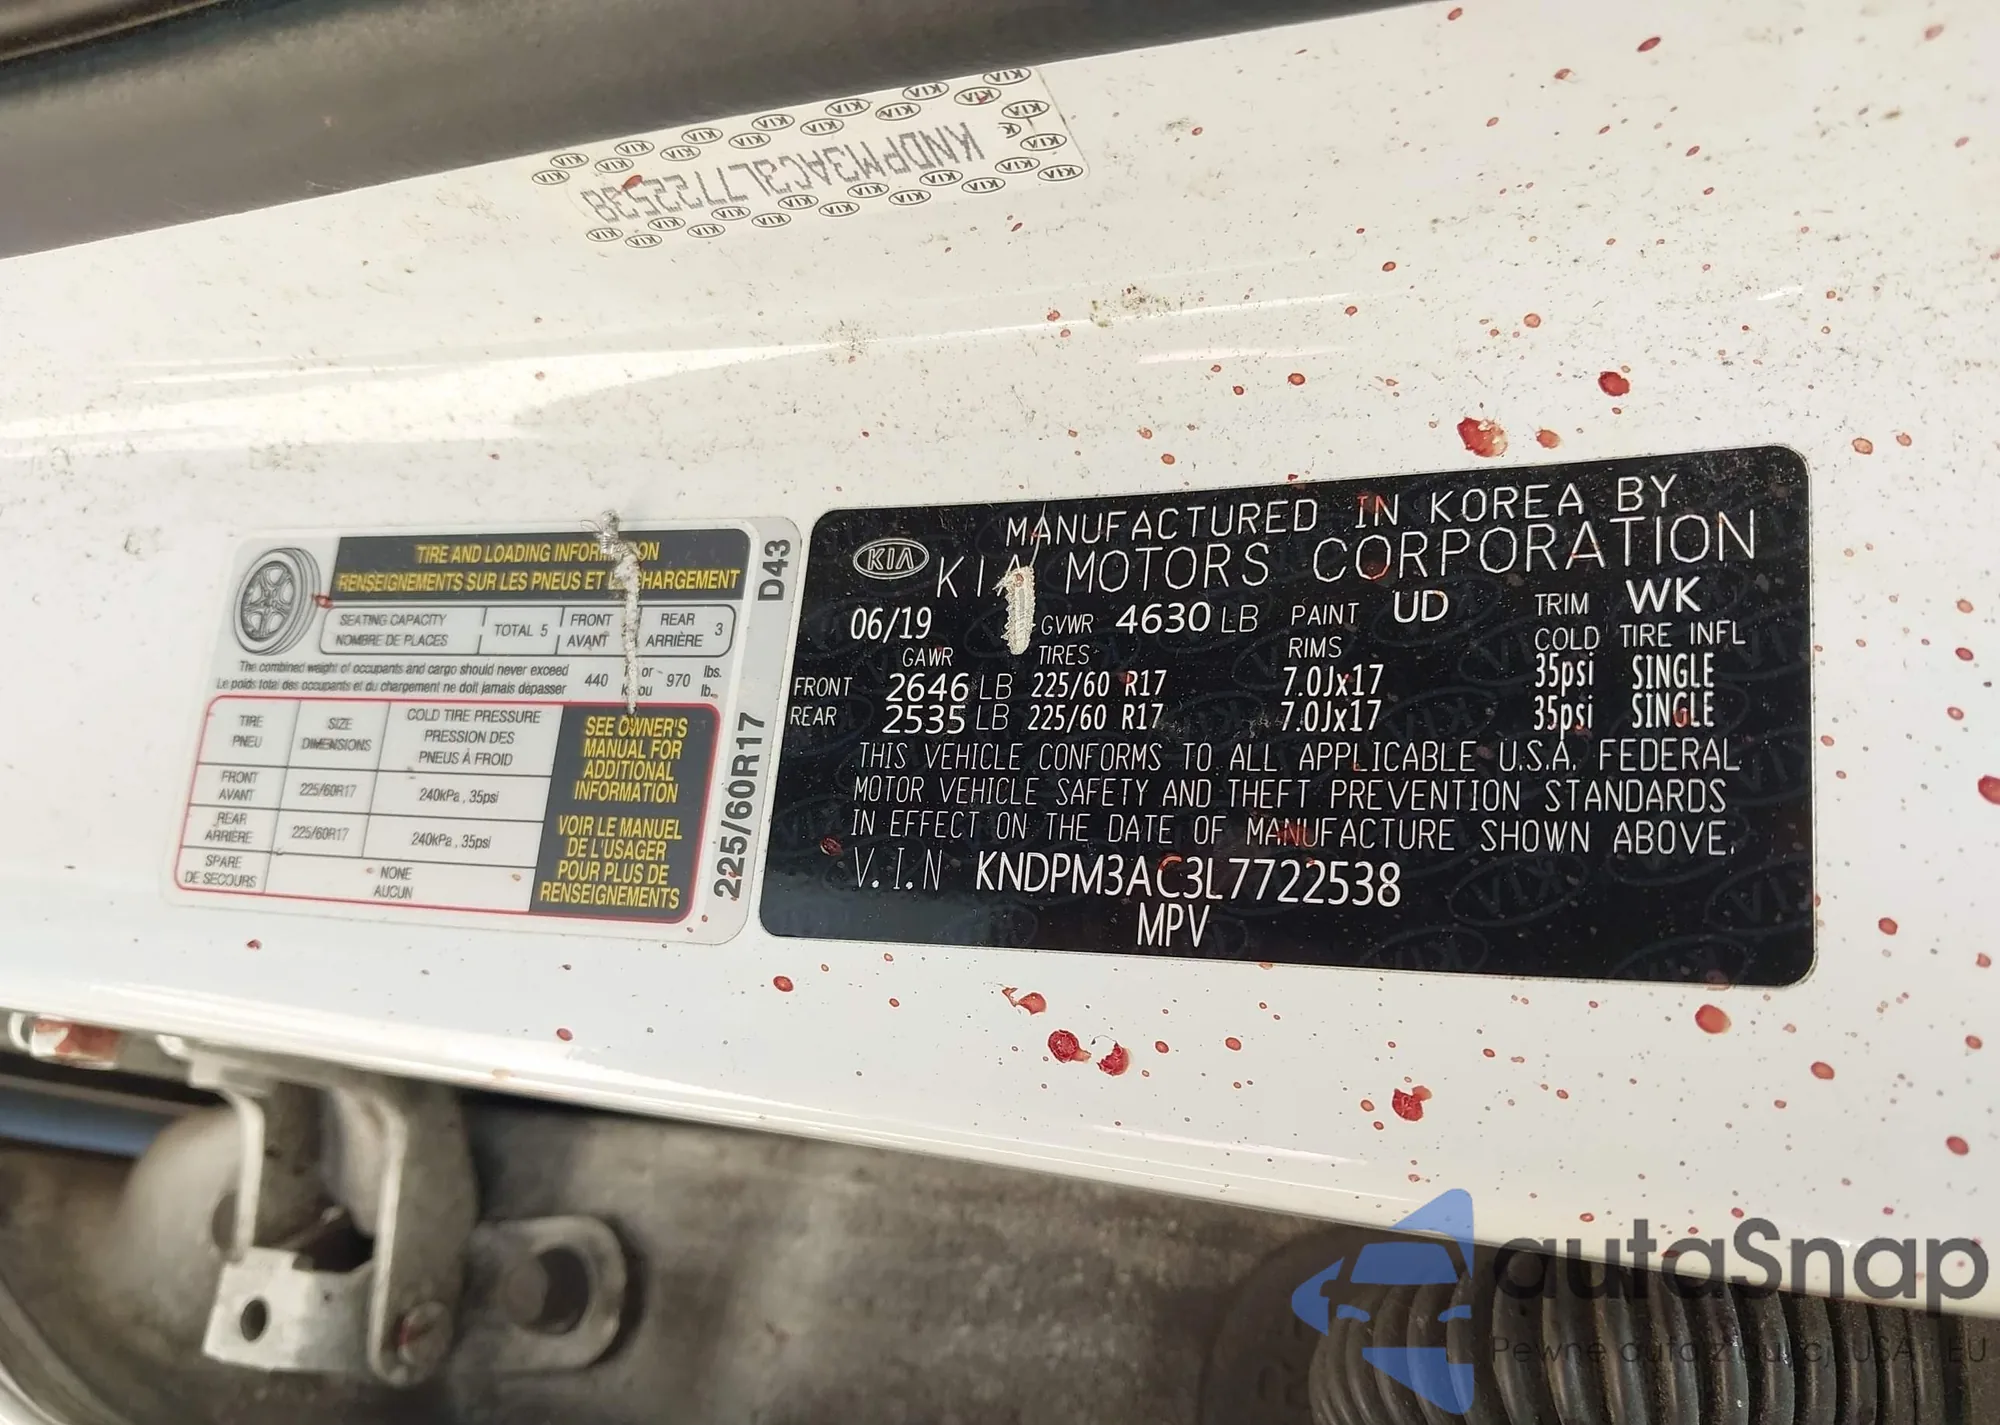 KNDPM3AC3L7722538
TIRE AND LOADING INFORMATION
RENSEIGNEMENTS SUR LES PNEUS ET LE CHARGEMENT
SEATING CAPACITY
NOMBRE DE PLACES
TOTAL 5
FRONT
AVANT
REAR
ARRIÈRE
3
The combined weight of occupants and cargo should never exceed
Le poids total des occupants et du chargement ne doit jamais dépasser
440
or
ou
970
lbs.
lb.
TIRE
PNEU
SIZE
DIMENSIONS
COLD TIRE PRESSURE
PRESSION DES
PNEUS À FROID
FRONT
AVANT
225/60R17
240kPa , 35psi
REAR
ARRIÈRE
225/60R17
240kPa , 35psi
SPARE
DE SECOURS
NONE
AUCUN
SEE OWNER'S
MANUAL FOR
ADDITIONAL
INFORMATION
VOIR LE MANUEL
DE L'USAGER
POUR PLUS DE
RENSEIGNEMENTS
225/60R17 D43
KIA
MANUFACTURED IN KOREA BY
KIA MOTORS CORPORATION
06/19 GVWR 4630 LB PAINT UD TRIM WK
GAWR TIRES RIMS COLD TIRE INFL
FRONT 2646 LB 225/60 R17 7.0Jx17 35psi SINGLE
REAR 2535 LB 225/60 R17 7.0Jx17 35psi SINGLE
THIS VEHICLE CONFORMS TO ALL APPLICABLE U.S.A. FEDERAL
MOTOR VEHICLE SAFETY AND THEFT PREVENTION STANDARDS
IN EFFECT ON THE DATE OF MANUFACTURE SHOWN ABOVE.
V.I.N KNDPM3AC3L7722538
MPV
autaSnap
Pewne auta z aukcji USA i EU